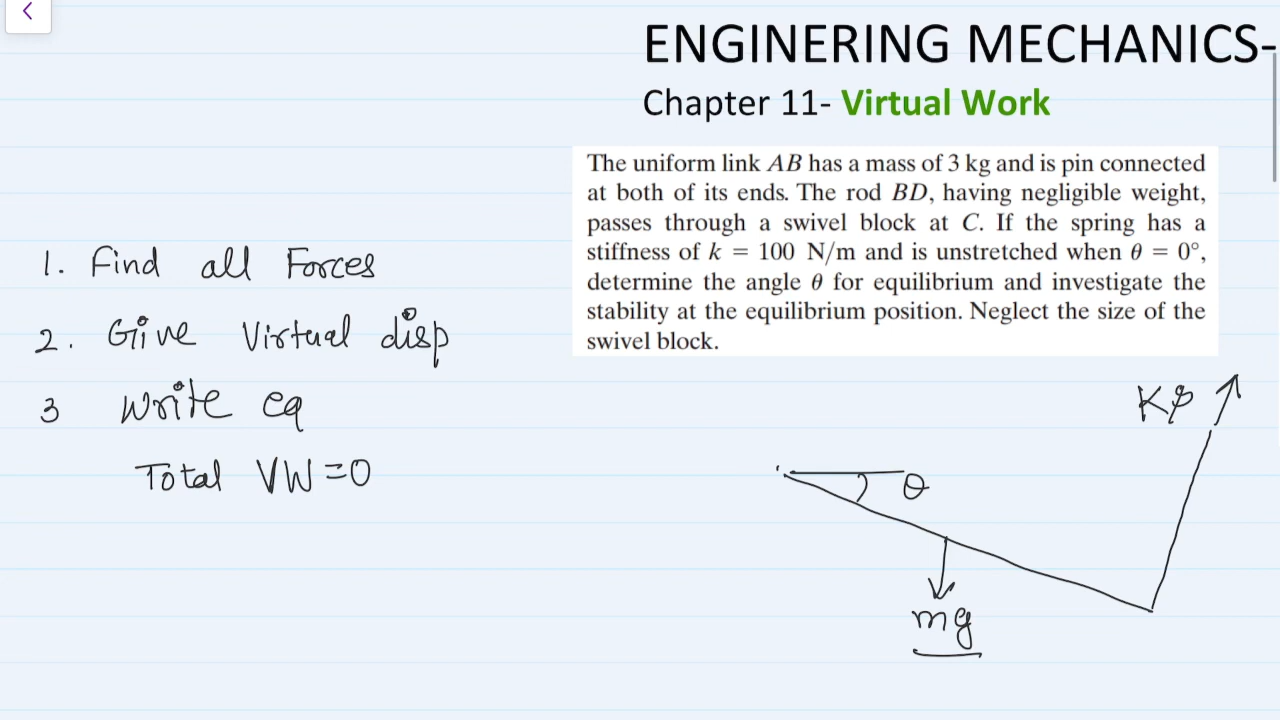 ENGINERING MECHANICS-
Chapter 11- Virtual Work
The uniform link AB has a mass of 3 kg and is pin connected
at both of its ends. The rod BD, having negligible weight,
passes through a swivel block at C. If the spring has a
stiffness of k = 100 N/m and is unstretched when θ = 0°,
determine the angle θ for equilibrium and investigate the
stability at the equilibrium position. Neglect the size of the
swivel block.
1. Find all Forces
2. Give Virtual disp
3 Write eq
Total VW=0
θ
mg